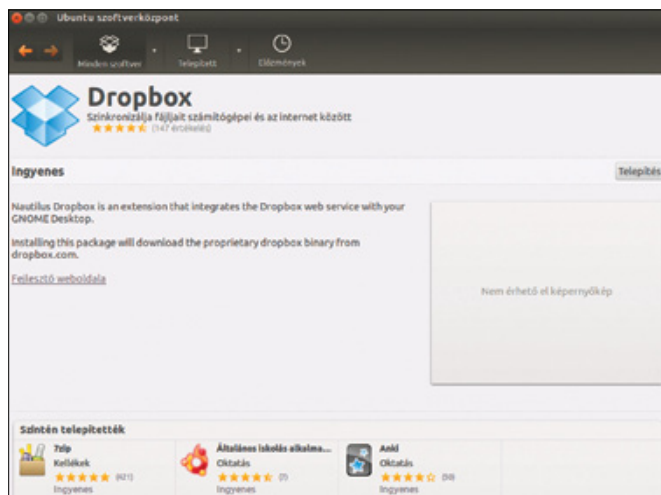 Ubuntu szoftverközpont
Minden szoftver
Telepített
Előzmények
Dropbox
Szinkronizálja fájljait számítógépei és az internet között
(147 értékelés)
Ingyenes
Telepítés
Nautilus Dropbox is an extension that integrates the Dropbox web service with your
GNOME Desktop.
Installing this package will download the proprietary dropbox binary from
dropbox.com.
Fejlesztő weboldala
Nem érhető el képernyőkép
Szintén telepítették
7zip
Kellékek
(421)
Ingyenes
Általános iskolás alkalma...
Oktatás
(7)
Ingyenes
Anki
Oktatás
Ingyenes